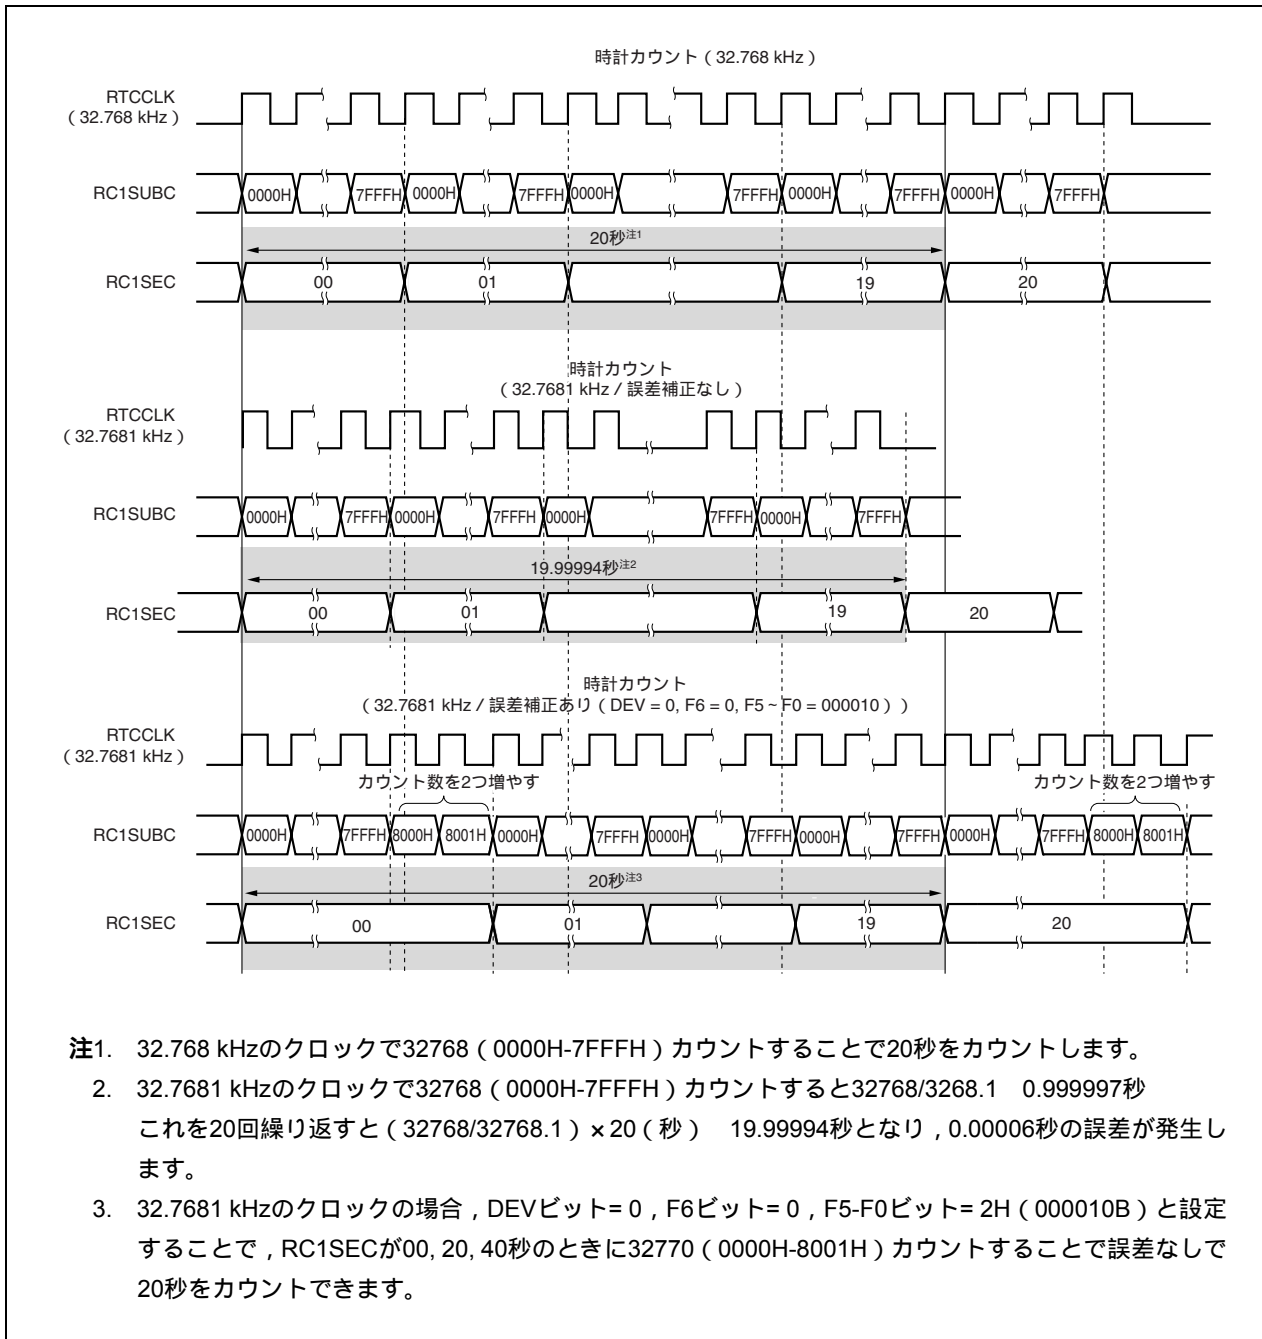 時計カウント（32.768 kHz）
RTCCLK
（32.768 kHz）
RC1SUBC
0000H 7FFFH 0000H 7FFFH 0000H 7FFFH 0000H 7FFFH 0000H 7FFFH
20秒注1
RC1SEC
00 01 19 20
時計カウント
（32.7681 kHz / 誤差補正なし）
RTCCLK
（32.7681 kHz）
RC1SUBC
0000H 7FFFH 0000H 7FFFH 0000H 7FFFH 0000H 7FFFH
19.99994秒注2
RC1SEC
00 01 19 20
時計カウント
（32.7681 kHz / 誤差補正あり（DEV = 0, F6 = 0, F5 ~ F0 = 000010））
RTCCLK
（32.7681 kHz）
カウント数を2つ増やす カウント数を2つ増やす
RC1SUBC
0000H 7FFFH 8000H 8001H 0000H 7FFFH 0000H 7FFFH 0000H 7FFFH 0000H 7FFFH 8000H 8001H
20秒注3
RC1SEC
00 01 19 20
注1. 32.768 kHzのクロックで32768（0000H-7FFFH）カウントすることで20秒をカウントします。
2. 32.7681 kHzのクロックで32768（0000H-7FFFH）カウントすると32768/3268.1 0.999997秒
これを20回繰り返すと（32768/32768.1）×20（秒） 19.99994秒となり，0.00006秒の誤差が発生し
ます。
3. 32.7681 kHzのクロックの場合，DEVビット= 0，F6ビット= 0，F5-F0ビット= 2H（000010B）と設定
することで，RC1SECが00, 20, 40秒のときに32770（0000H-8001H）カウントすることで誤差なしで
20秒をカウントできます。